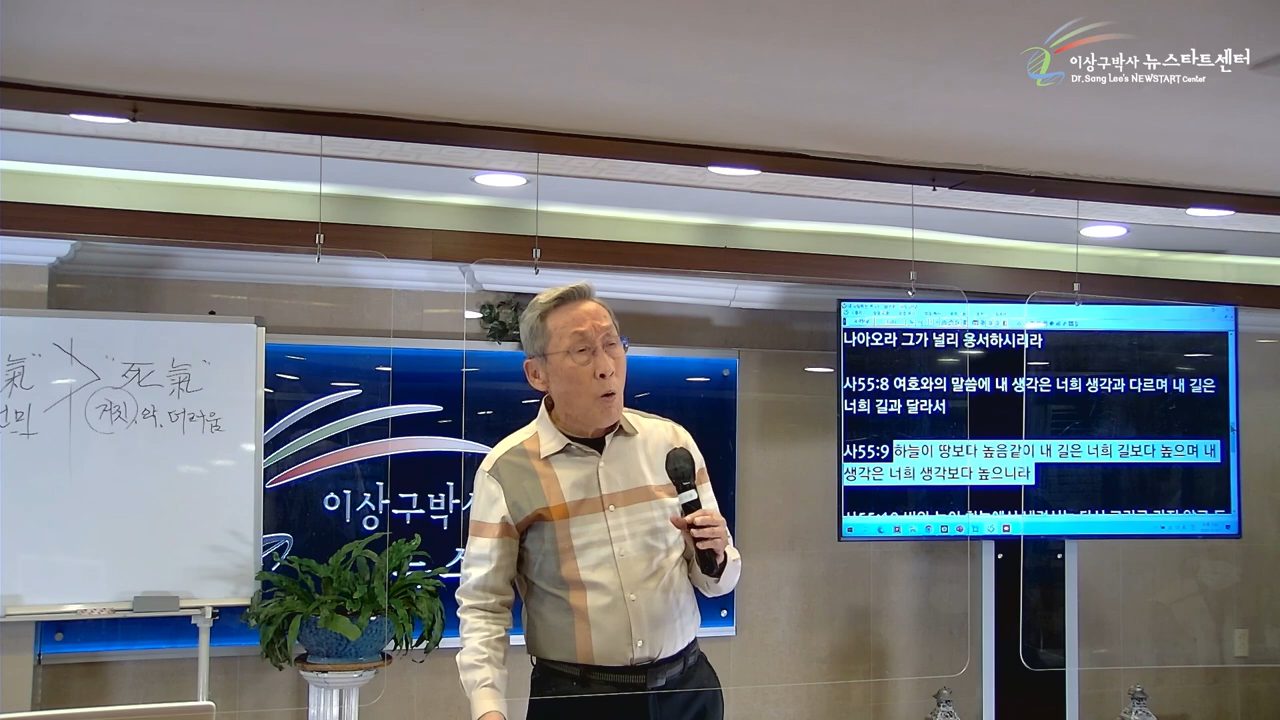 이상구박사 뉴스타트센터
Dr. Sang Lee's NEWSTART Center
氣" > "死氣"
거짓. 악. 더러움
이상구박사
나아오라 그가 널리 용서하시리라
사55:8 여호와의 말씀에 내 생각은 너희 생각과 다르며 내 길은
너희 길과 달라서
사55:9 하늘이 땅보다 높음같이 내 길은 너희 길보다 높으며 내
생각은 너희 생각보다 높으니라